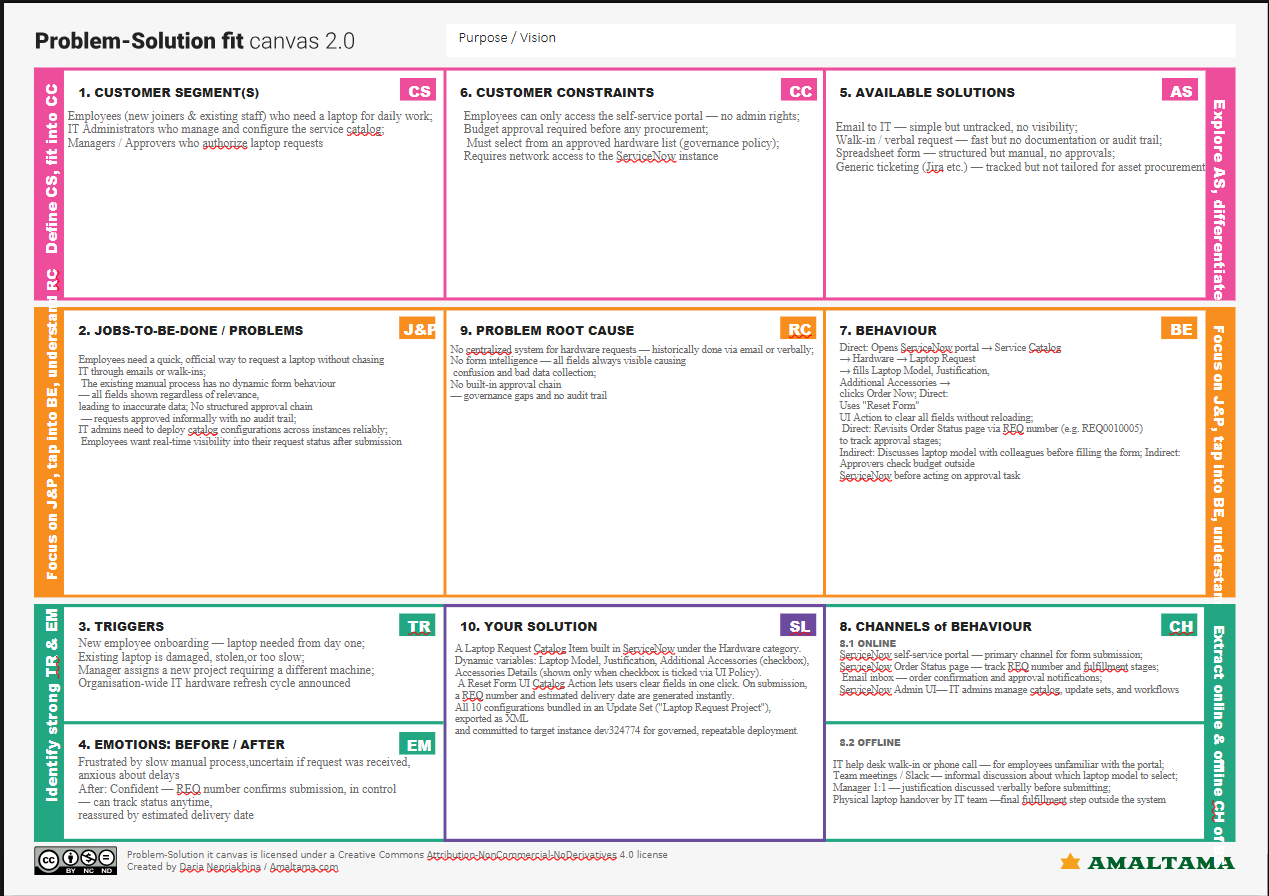 Problem-Solution fit canvas 2.0
Purpose / Vision
Define CS, fit into CC
1. CUSTOMER SEGMENT(S)
CS
Employees (new joiners & existing staff) who need a laptop for daily work;
IT Administrators who manage and configure the service catalog;
Managers / Approvers who authorize laptop requests
6. CUSTOMER CONSTRAINTS
CC
Employees can only access the self-service portal — no admin rights;
Budget approval required before any procurement;
Must select from an approved hardware list (governance policy);
Requires network access to the ServiceNow instance
5. AVAILABLE SOLUTIONS
AS
Email to IT — simple but untracked, no visibility;
Walk-in / verbal request — fast but no documentation or audit trail;
Spreadsheet form — structured but manual, no approvals;
Generic ticketing (Jira etc.) — tracked but not tailored for asset procurement
Explore AS, differentiate
Focus on J&P, tap into BE, understand RC
2. JOBS-TO-BE-DONE / PROBLEMS
J&P
Employees need a quick, official way to request a laptop without chasing
IT through emails or walk-ins;
The existing manual process has no dynamic form behaviour
— all fields shown regardless of relevance,
leading to inaccurate data; No structured approval chain
— requests approved informally with no audit trail;
IT admins need to deploy catalog configurations across instances reliably;
Employees want real-time visibility into their request status after submission
9. PROBLEM ROOT CAUSE
RC
No centralized system for hardware requests — historically done via email or verbally;
No form intelligence — all fields always visible causing
confusion and bad data collection;
No built-in approval chain
— governance gaps and no audit trail
7. BEHAVIOUR
BE
Direct: Opens ServiceNow portal → Service Catalog
→ Hardware → Laptop Request
→ fills Laptop Model, Justification,
Additional Accessories →
clicks Order Now; Direct:
Uses "Reset Form"
UI Action to clear all fields without reloading;
Direct: Revisits Order Status page via REQ number (e.g. REQ0010005)
to track approval stages;
Indirect: Discusses laptop model with colleagues before filling the form; Indirect:
Approvers check budget outside
ServiceNow before acting on approval task
Focus on J&P, tap into BE, understan
Identify strong TR & EM
3. TRIGGERS
TR
New employee onboarding — laptop needed from day one;
Existing laptop is damaged, stolen,or too slow;
Manager assigns a new project requiring a different machine;
Organisation-wide IT hardware refresh cycle announced
4. EMOTIONS: BEFORE / AFTER
EM
Frustrated by slow manual process,uncertain if request was received,
anxious about delays
After: Confident — REQ number confirms submission, in control
— can track status anytime,
reassured by estimated delivery date
10. YOUR SOLUTION
SL
A Laptop Request Catalog Item built in ServiceNow under the Hardware category.
Dynamic variables: Laptop Model, Justification, Additional Accessories (checkbox),
Accessories Details (shown only when checkbox is ticked via UI Policy).
A Reset Form UI Catalog Action lets users clear fields in one click. On submission,
a REQ number and estimated delivery date are generated instantly.
All 10 configurations bundled in an Update Set ("Laptop Request Project"),
exported as XML
and committed to target instance dev324774 for governed, repeatable deployment.
8. CHANNELS of BEHAVIOUR
CH
8.1 ONLINE
ServiceNow self-service portal — primary channel for form submission;
ServiceNow Order Status page — track REQ number and fulfillment stages;
Email inbox — order confirmation and approval notifications;
ServiceNow Admin UI— IT admins manage catalog, update sets, and workflows
8.2 OFFLINE
IT help desk walk-in or phone call — for employees unfamiliar with the portal;
Team meetings / Slack — informal discussion about which laptop model to select;
Manager 1:1 — justification discussed verbally before submitting;
Physical laptop handover by IT team —final fulfillment step outside the system
Extract online & offline CH of
cc
BY NC ND
Problem-Solution it canvas is licensed under a Creative Commons Attribution-NonCommercial-NoDerivatives 4.0 license
Created by Daria Nepriakhina / Amaltama.com
AMALTAMA